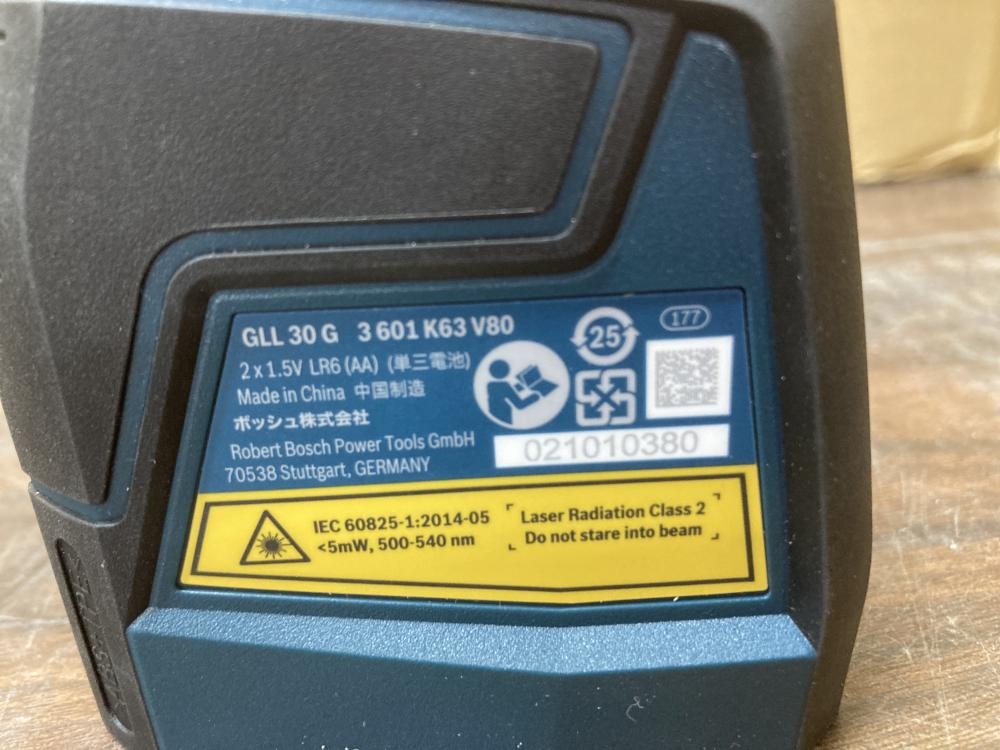 GLL 30 G 3 601 K63 V80
2 x 1.5V LR6 (AA) (単三電池)
Made in China 中国制造
ボッシュ株式会社
Robert Bosch Power Tools GmbH
70538 Stuttgart, GERMANY
25
177
021010380
IEC 60825-1:2014-05
<5mW, 500-540 nm
Laser Radiation Class 2
Do not stare into beam